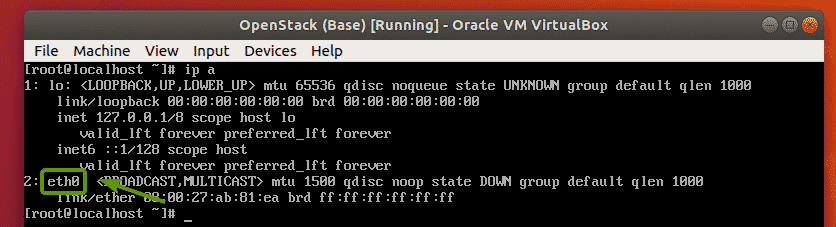 OpenStack (Base) [Running] - Oracle VM VirtualBox
File Machine View Input Devices Help
[root@localhost ~]# ip a
1: lo: <LOOPBACK,UP,LOWER_UP> mtu 65536 qdisc noqueue state UNKNOWN group default qlen 1000
    link/loopback 00:00:00:00:00:00 brd 00:00:00:00:00:00
    inet 127.0.0.1/8 scope host lo
       valid_lft forever preferred_lft forever
    inet6 ::1/128 scope host
       valid_lft forever preferred_lft forever
2: eth0: <BROADCAST,MULTICAST> mtu 1500 qdisc noop state DOWN group default qlen 1000
    link/ether 08:00:27:ab:81:ea brd ff:ff:ff:ff:ff:ff
[root@localhost ~]# _